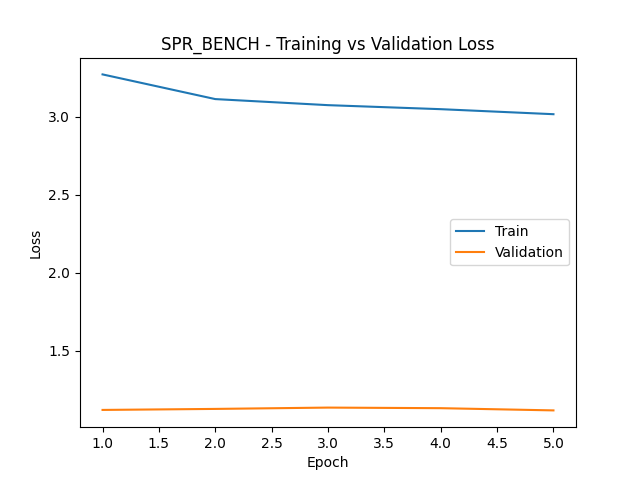 SPR_BENCH - Training vs Validation Loss
3.0
2.5
2.0
1.5
Loss
Train
Validation
1.0 1.5 2.0 2.5 3.0 3.5 4.0 4.5 5.0
Epoch